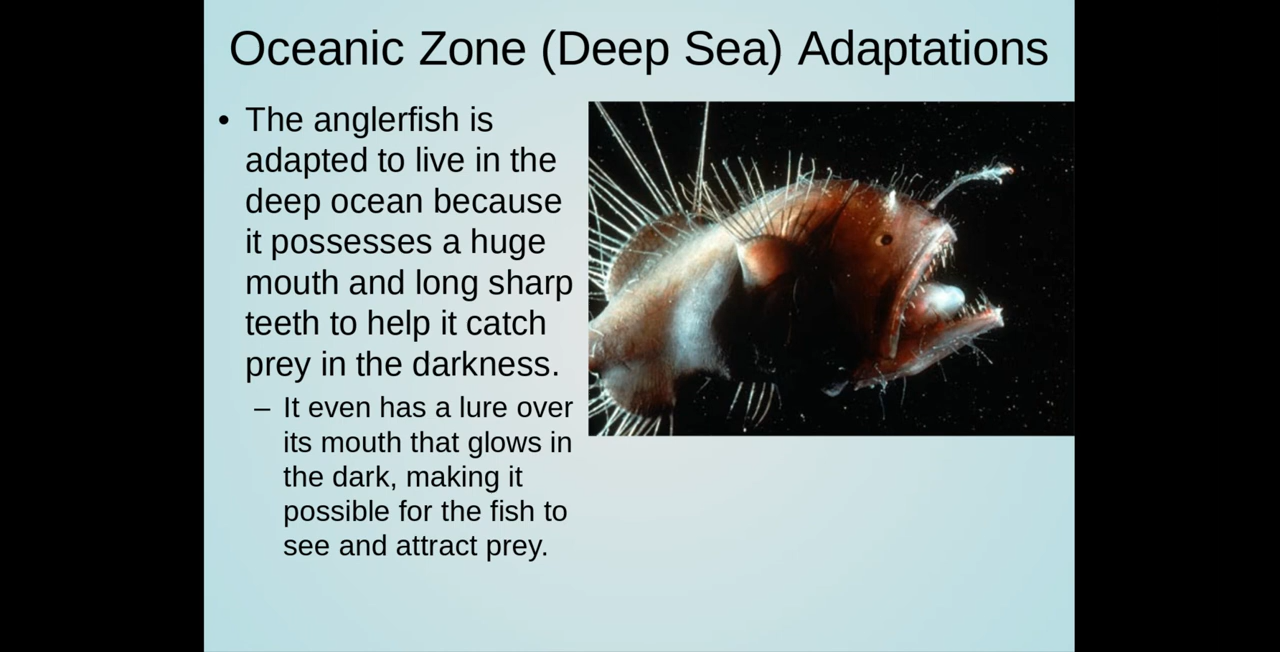 Oceanic Zone (Deep Sea) Adaptations
• The anglerfish is
adapted to live in the
deep ocean because
it possesses a huge
mouth and long sharp
teeth to help it catch
prey in the darkness.
– It even has a lure over
its mouth that glows in
the dark, making it
possible for the fish to
see and attract prey.